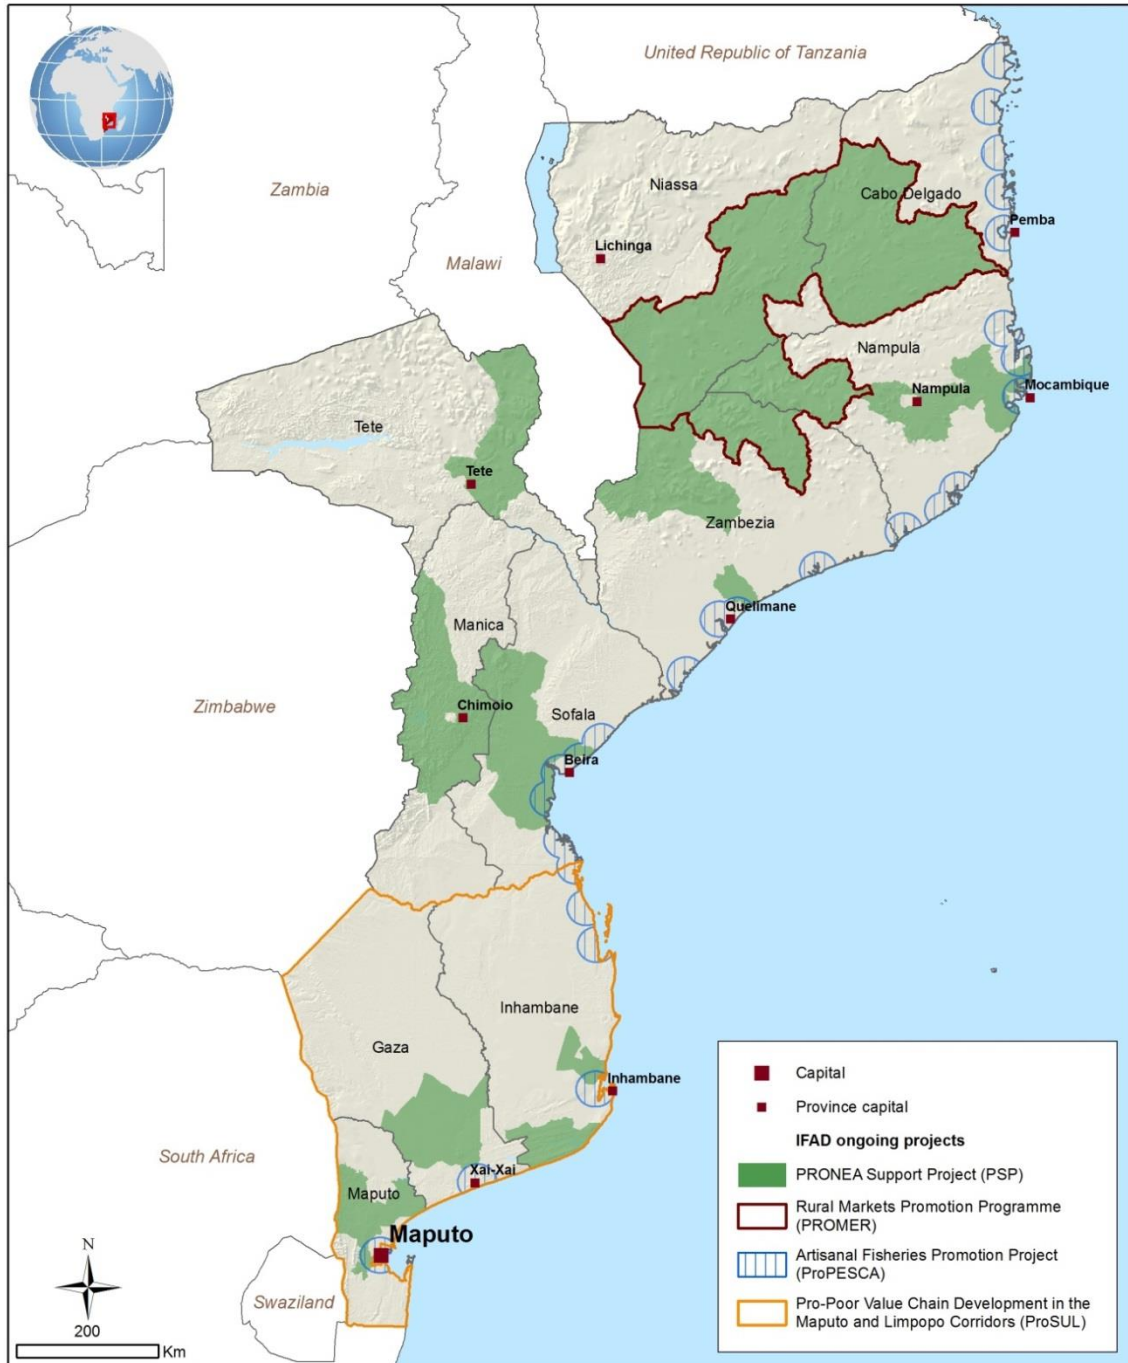 United Republic of Tanzania
Zambia
Niassa
Cabo Delgado
Pemba
Lichinga
Malawi
Nampula
Nampula
Mocambique
Tete
Tete
Zambezia
Quelimane
Manica
Zimbabwe
Chimoio
Sofala
Beira
Inhambane
Gaza
Inhambane
South Africa
Xai-Xai
Maputo
Maputo
Swaziland
N
200
Km
Capital
Province capital
IFAD ongoing projects
PRONEA Support Project (PSP)
Rural Markets Promotion Programme
(PROMER)
Artisanal Fisheries Promotion Project
(ProPESCA)
Pro-Poor Value Chain Development in the
Maputo and Limpopo Corridors (ProSUL)